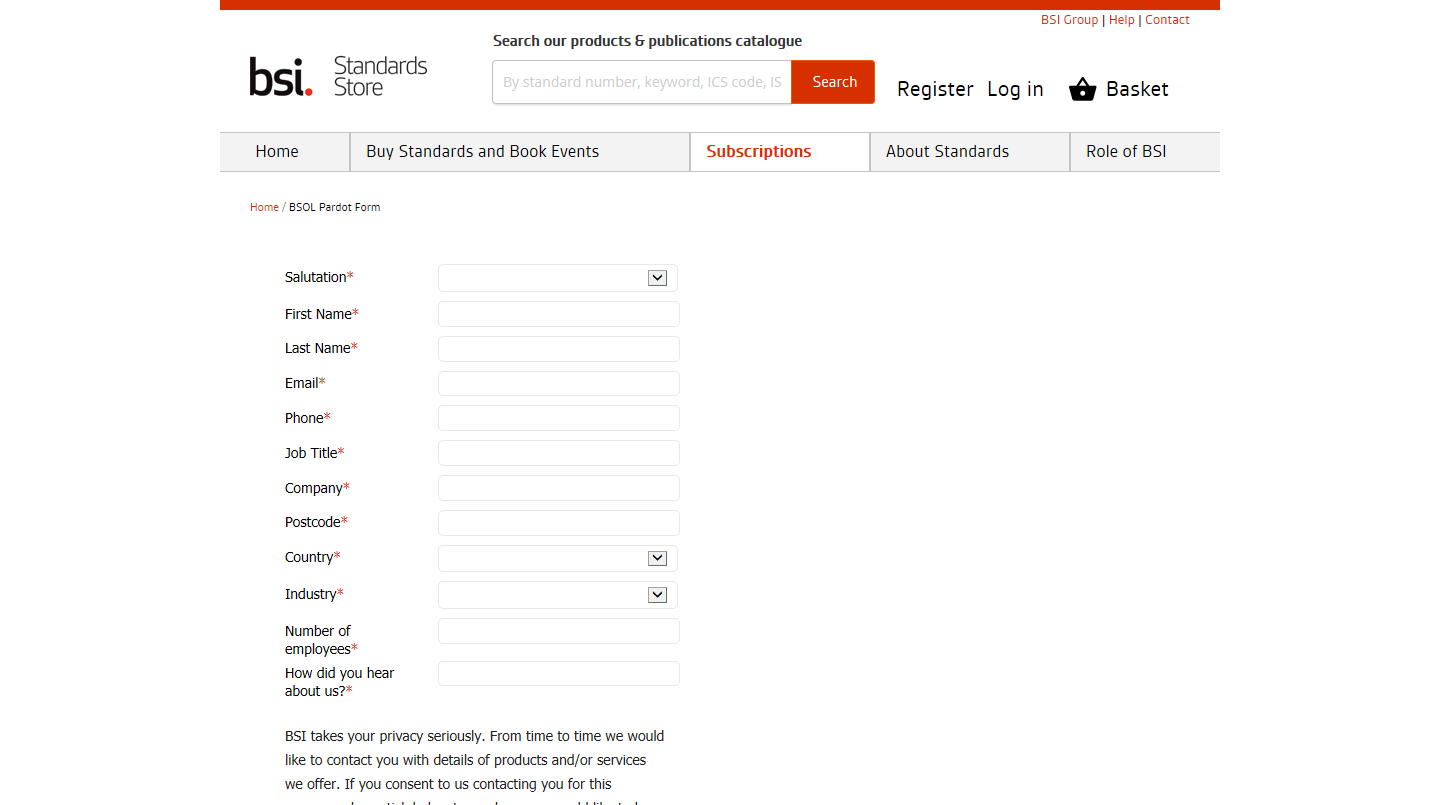 BSI Group | Help | Contact
Search our products & publications catalogue
bsi. Standards Store
By standard number, keyword, ICS code, IS
Search
Register Log in Basket
Home Buy Standards and Book Events Subscriptions About Standards Role of BSI
Home / BSOL Pardot Form
Salutation*
First Name*
Last Name*
Email*
Phone*
Job Title*
Company*
Postcode*
Country*
Industry*
Number of
employees*
How did you hear
about us?*
BSI takes your privacy seriously. From time to time we would
like to contact you with details of products and/or services
we offer. If you consent to us contacting you for this